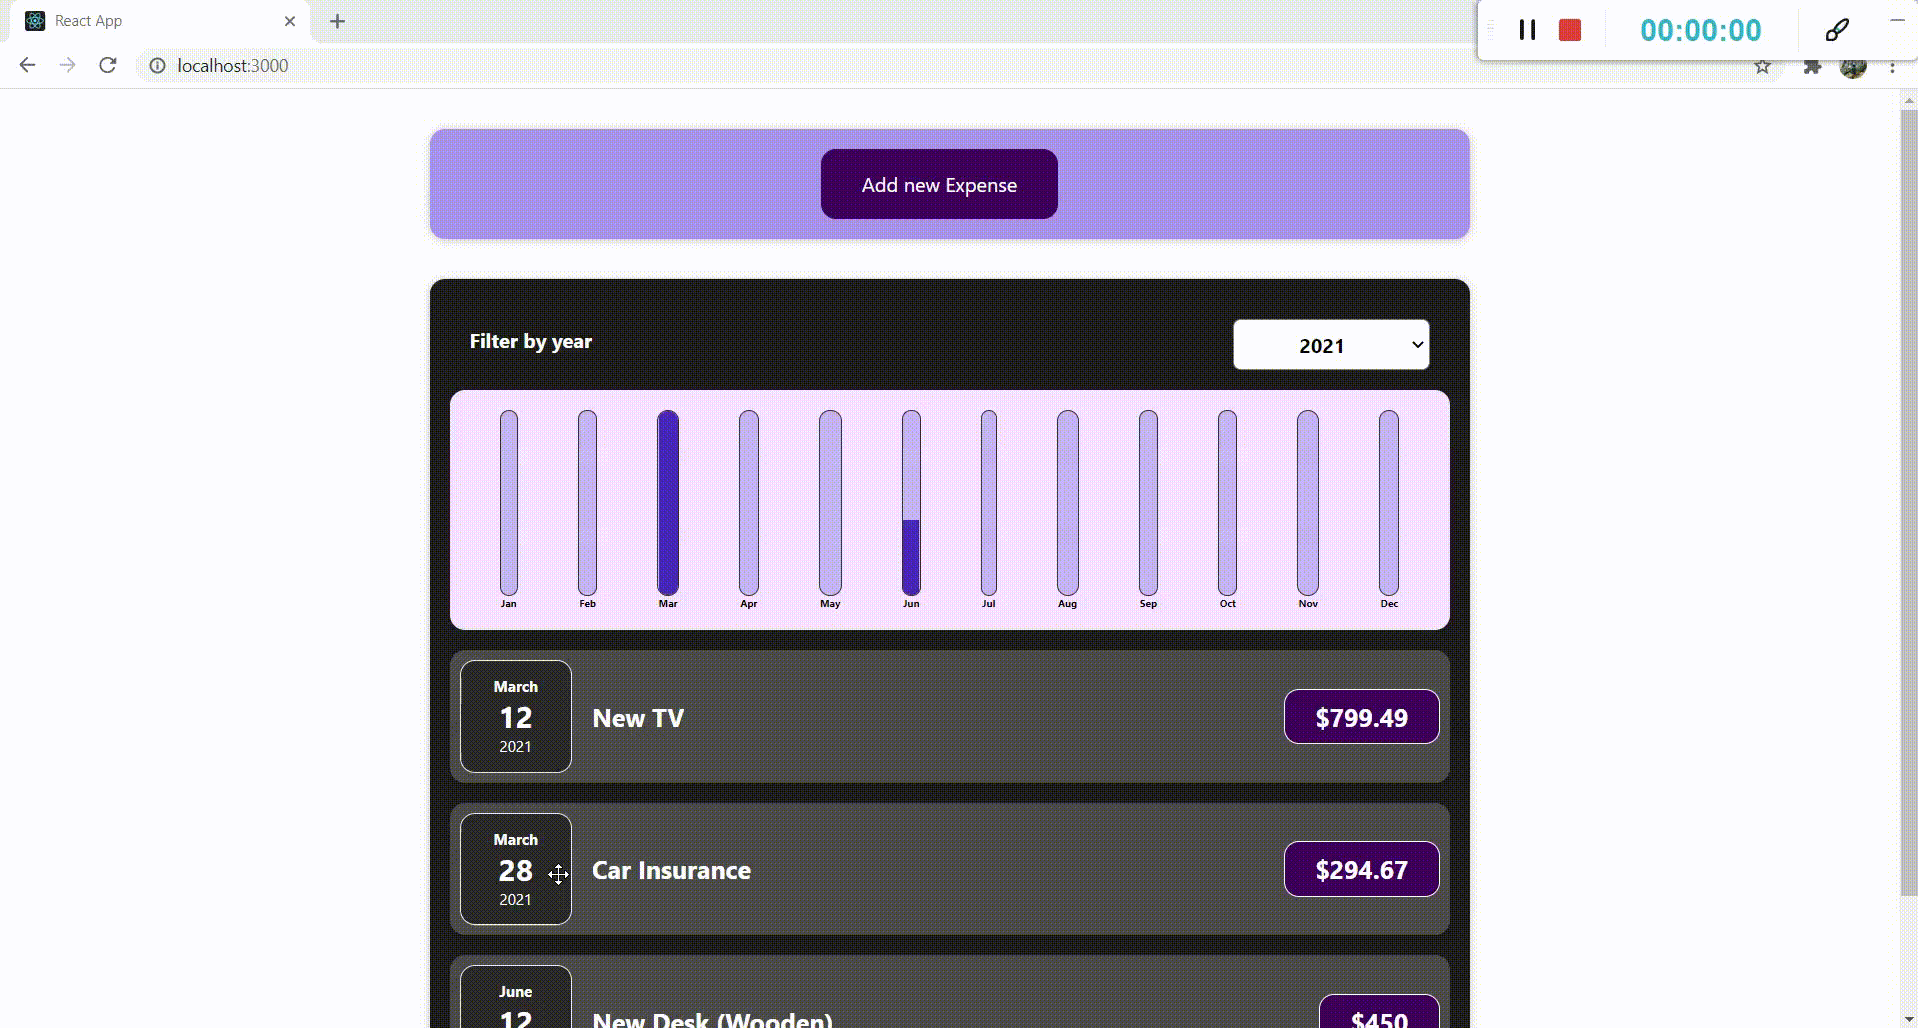 React App
00:00:00
localhost:3000
Add new Expense
Filter by year
2021
Jan Feb Mar Apr May Jun Jul Aug Sep Oct Nov Dec
March
12
2021
New TV
$799.49
March
28
2021
Car Insurance
$294.67
June
12
New Desk (Wooden)
$450